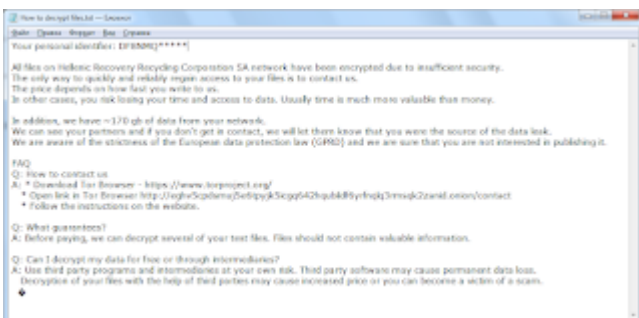 How to decrypt files.txt — Блокнот
Файл Правка Формат Вид Справка
Your personal identifier: *****
All files on Hellenic Recovery Recycling Corporation SA network have been encrypted due to insufficient security.
The only way to quickly and reliably regain access to your files is to contact us.
The price depends on how fast you write to us.
In other cases, you risk losing your time and access to data. Usually time is much more valuable than money.
In addition, we have ~170 gb of data from your network.
We can see your partners and if you don't get in contact, we will let them know that you were the source of the data leak.
We are aware of the strictness of the European data protection law (GPRD) and we are sure that you are not interested in publishing it.
FAQ
Q: How to contact us
A: * Download Tor Browser - https://www.torproject.org/
* Open link in Tor Browser
* Follow the instructions on the website.
Q: What guarantees?
A: Before paying, we can decrypt several of your test files. Files should not contain valuable information.
Q: Can I decrypt my data for free or through intermediaries?
A: Use third party programs and intermediaries at your own risk. Third party software may cause permanent data loss.
Decryption of your files with the help of third parties may cause increased price or you can become a victim of a scam.